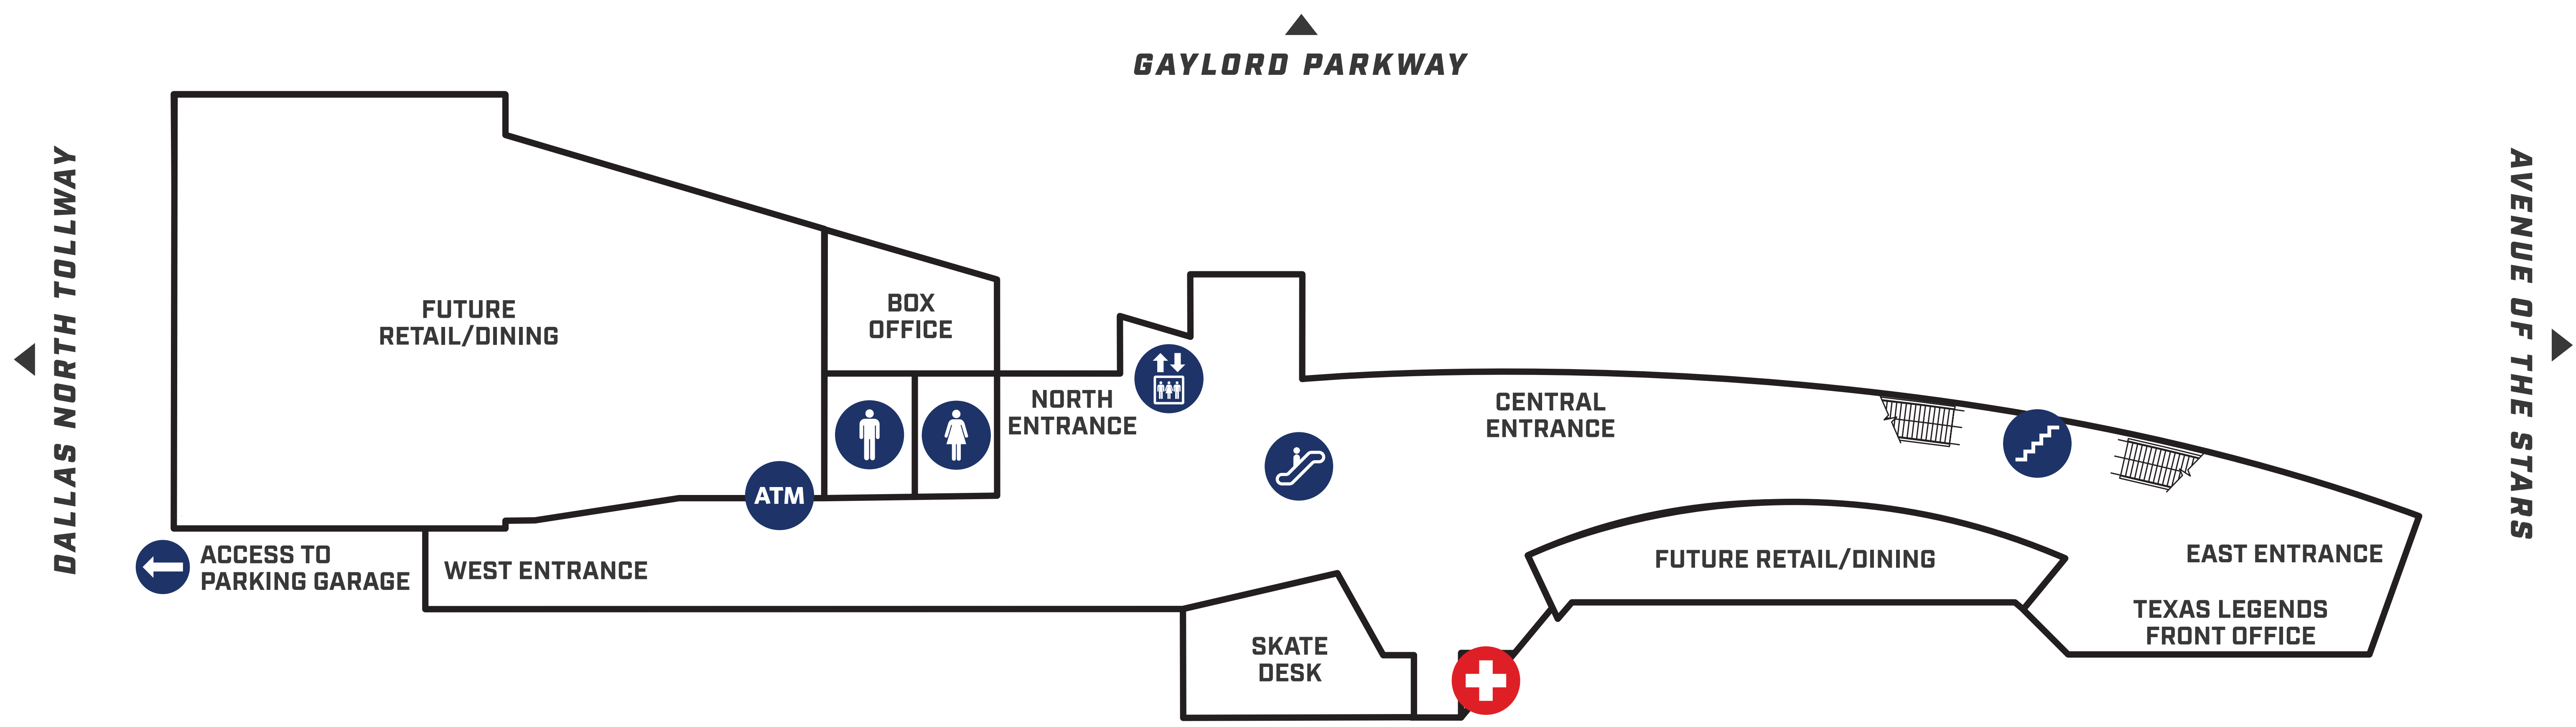 GAYLORD PARKWAY
DALLAS NORTH TOLLWAY
AVENUE OF THE STARS
FUTURE
RETAIL/DINING
BOX
OFFICE
NORTH
ENTRANCE
CENTRAL
ENTRANCE
ATM
ACCESS TO
PARKING GARAGE
WEST ENTRANCE
FUTURE RETAIL/DINING
EAST ENTRANCE
TEXAS LEGENDS
FRONT OFFICE
SKATE
DESK